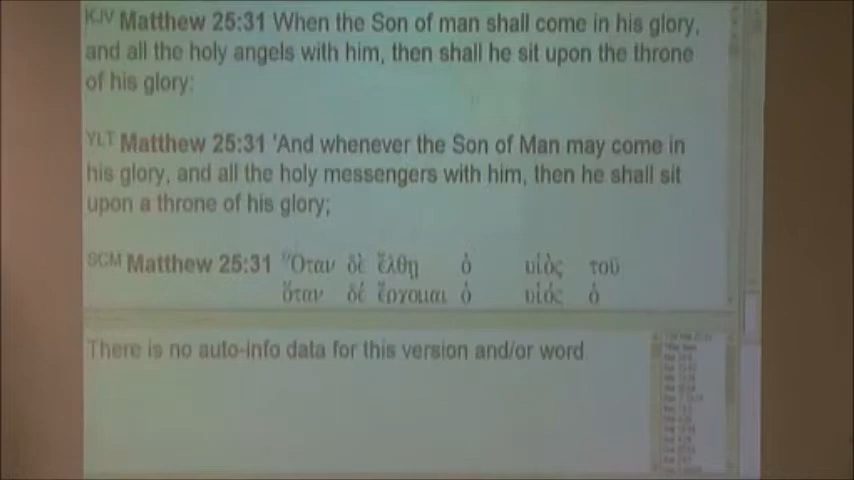 KJV Matthew 25:31 When the Son of man shall come in his glory,
and all the holy angels with him, then shall he sit upon the throne
of his glory:
YLT Matthew 25:31 'And whenever the Son of Man may come in
his glory, and all the holy messengers with him, then he shall sit
upon a throne of his glory;
SCM Matthew 25:31 Ὅταν δὲ ἔλθῃ ὁ υἱὸς τοῦ
ὅταν δέ ἔρχομαι ὁ υἱός ὁ
There is no auto-info data for this version and/or word.